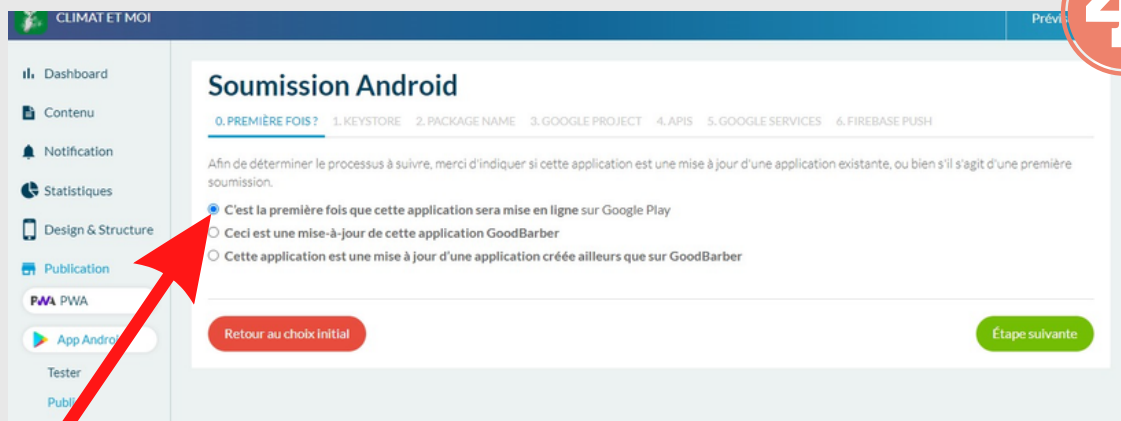 CLIMAT ET MOI
4
Dashboard
Contenu
Notification
Statistiques
Design & Structure
Publication
PWA PWA
App
Tester
Soumission Android
0. PREMIÈRE FOIS ? 1. KEYSTORE 2. PACKAGE NAME 3. GOOGLE PROJECT 4. APIS 5. GOOGLE SERVICES 6. FIREBASE PUSH
Afin de déterminer le processus à suivre, merci d'indiquer si cette application est une mise à jour d'une application existante, ou bien s'il s'agit d'une première
soumission.
C'est la première fois que cette application sera mise en ligne sur Google Play
Ceci est une mise-à-jour de cette application GoodBarber
Cette application est une mise à jour d'une application créée ailleurs que sur GoodBarber
Retour au choix initial
Étape suivante